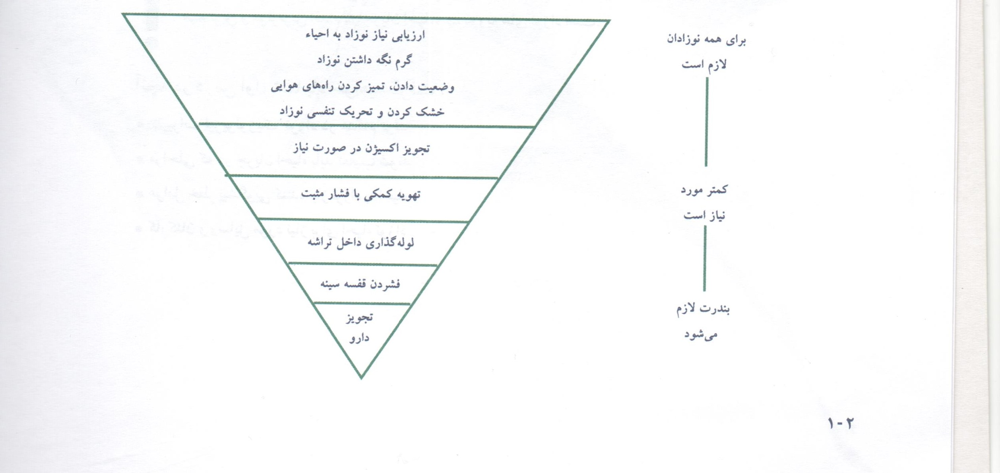 ارزیابی نیاز نوزاد به احیاء
گرم نگه داشتن نوزاد
وضعیت دادن، تمیز کردن راه‌های هوایی
خشک کردن و تحریک تنفسی نوزاد
تجویز اکسیژن در صورت نیاز
تهویه کمکی با فشار مثبت
لوله‌گذاری داخل تراشه
فشردن قفسه سینه
تجویز
دارو
برای همه نوزادان
لازم است
کمتر مورد
نیاز است
بندرت لازم
می‌شود
۱-۲